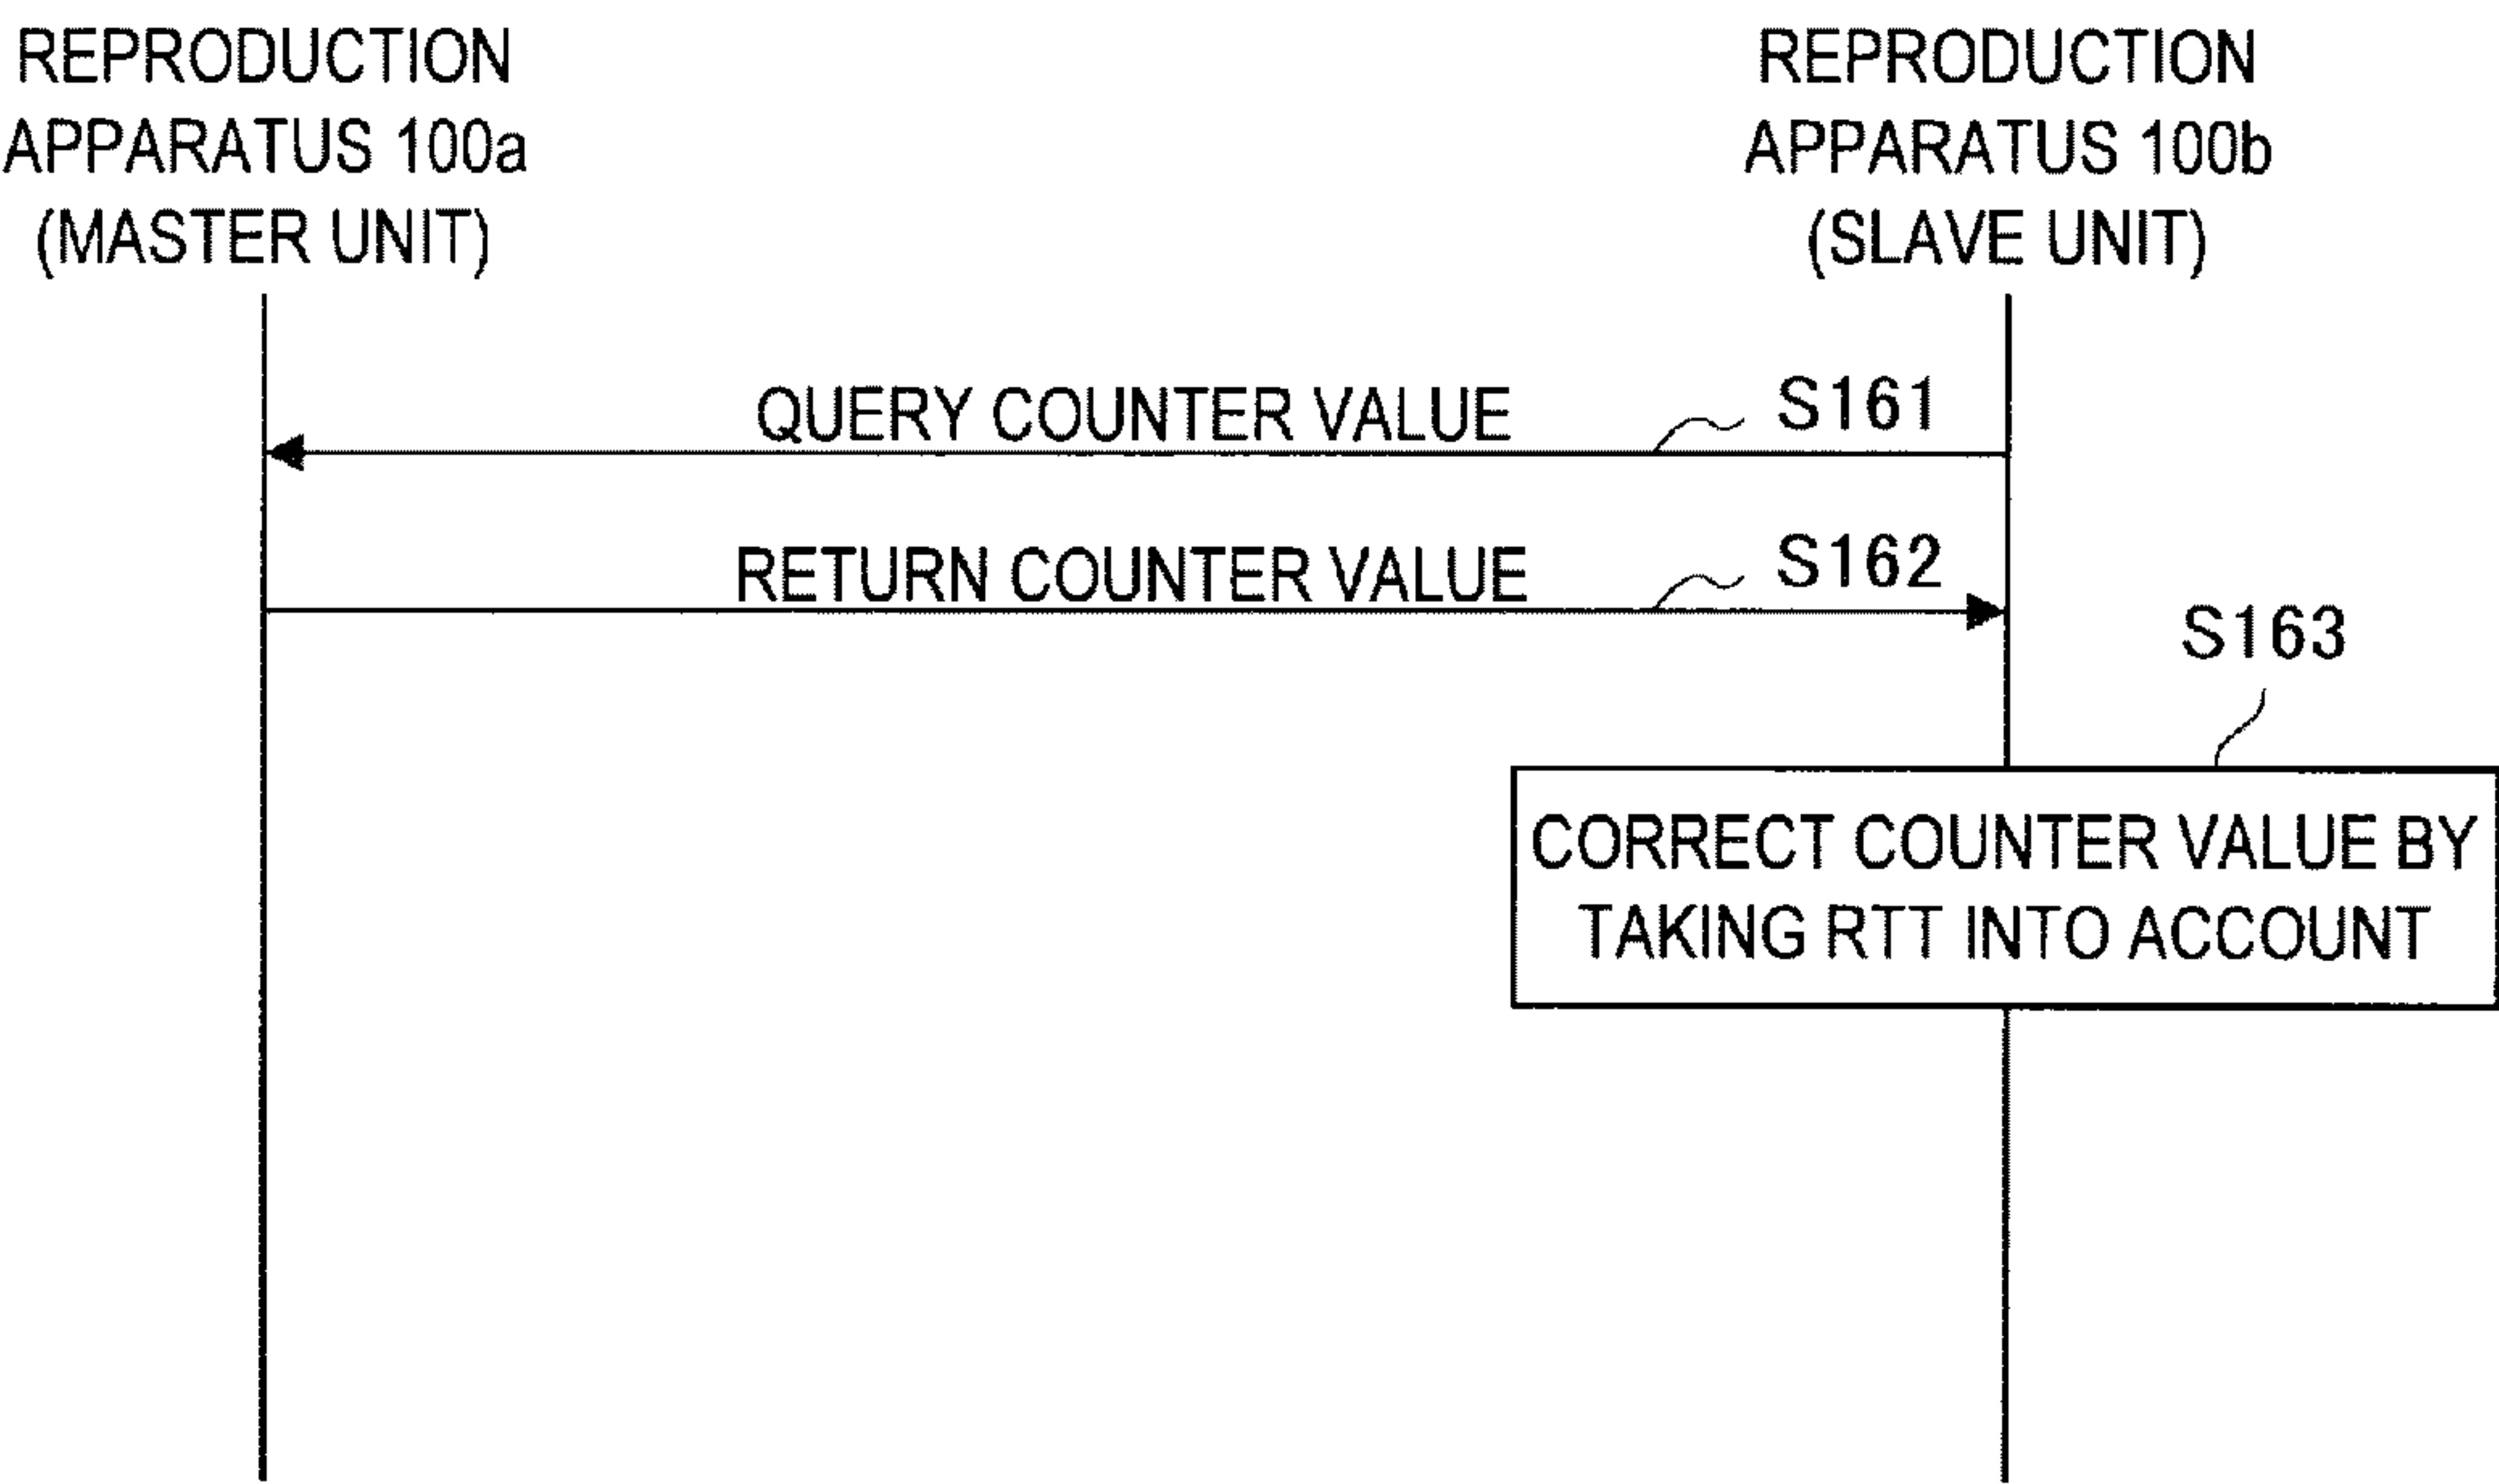 REPRODUCTION
APPARATUS 100a
(MASTER UNIT)
REPRODUCTION
APPARATUS 100b
(SLAVE UNIT)
QUERY COUNTER VALUE
S161
RETURN COUNTER VALUE
S162
S163
CORRECT COUNTER VALUE BY
TAKING RTT INTO ACCOUNT